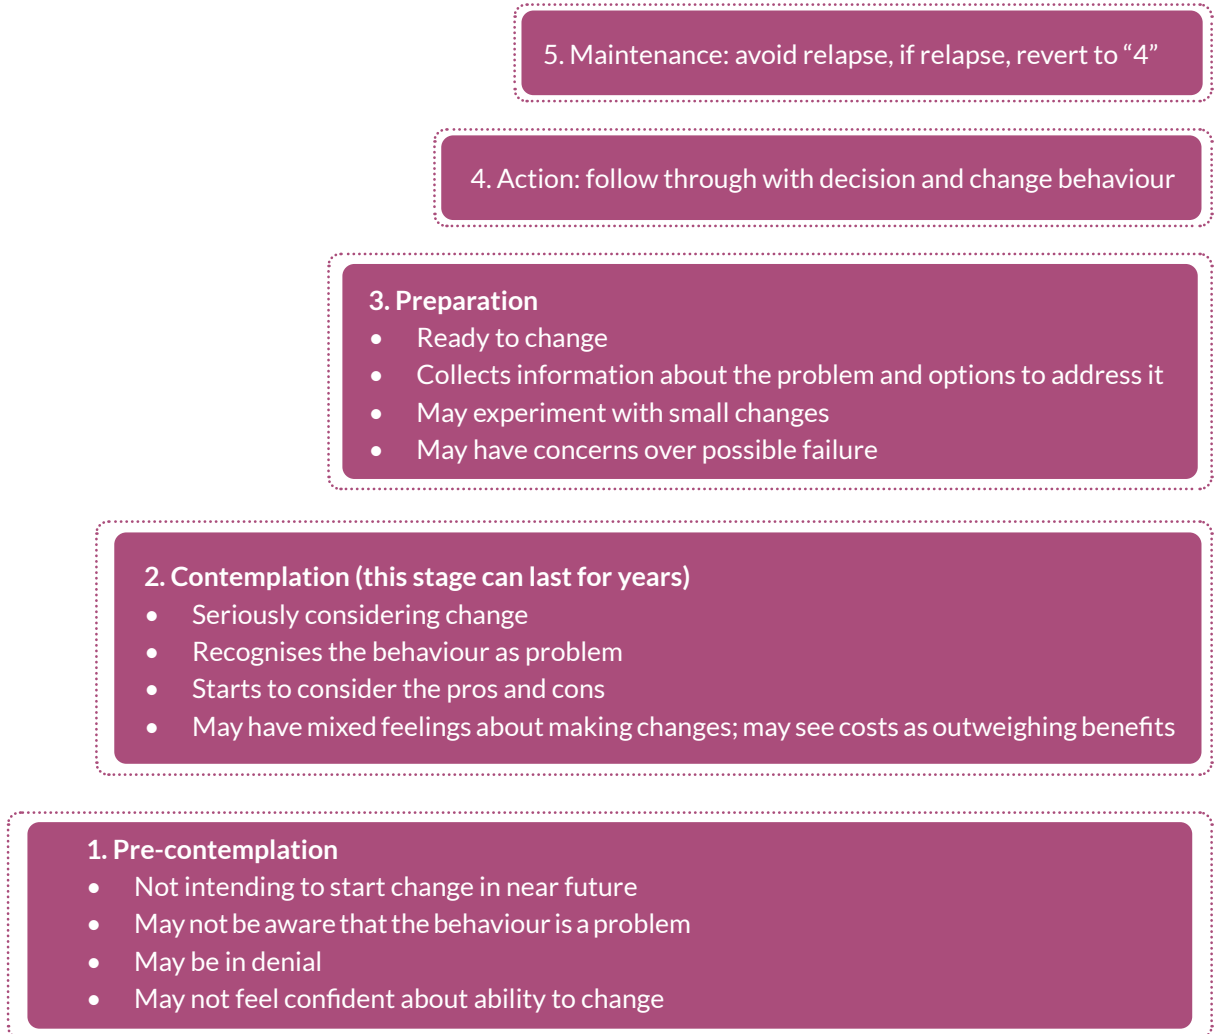 5. Maintenance: avoid relapse, if relapse, revert to “4”
4. Action: follow through with decision and change behaviour
3. Preparation
• Ready to change
• Collects information about the problem and options to address it
• May experiment with small changes
• May have concerns over possible failure
2. Contemplation (this stage can last for years)
• Seriously considering change
• Recognises the behaviour as problem
• Starts to consider the pros and cons
• May have mixed feelings about making changes; may see costs as outweighing benefits
1. Pre-contemplation
• Not intending to start change in near future
• May not be aware that the behaviour is a problem
• May be in denial
• May not feel confident about ability to change